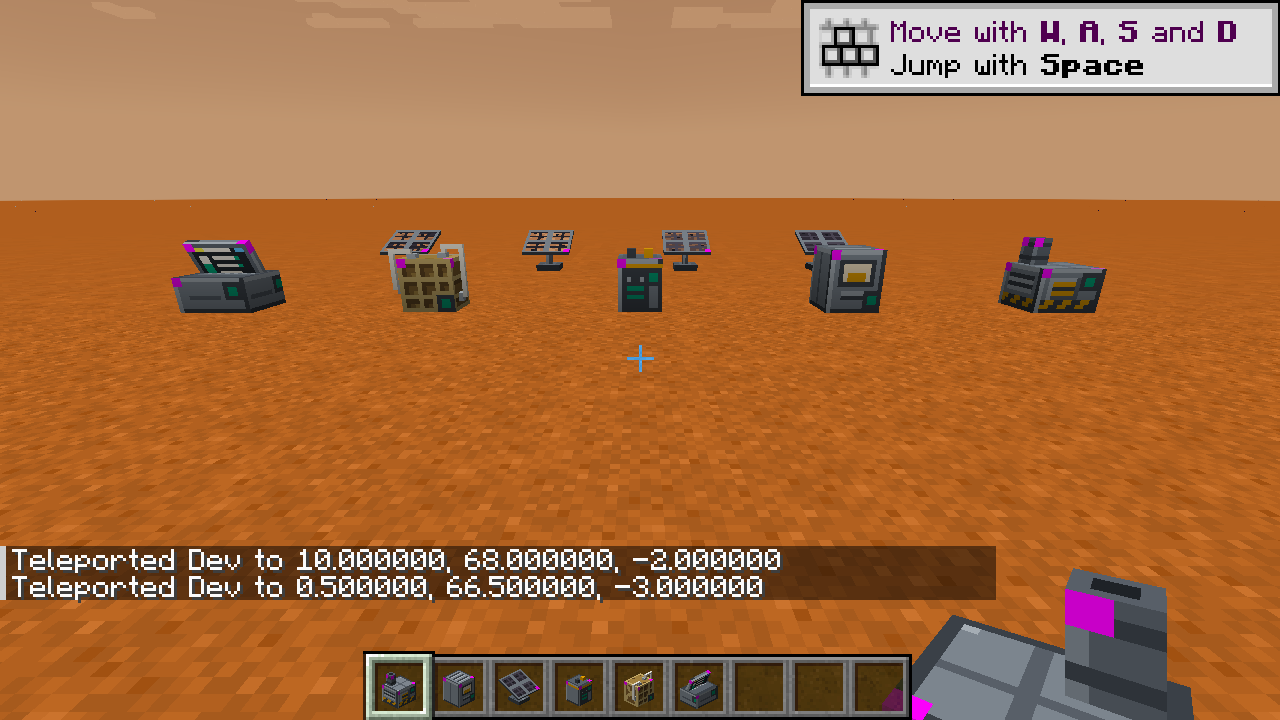 Move with W, A, S and D
Jump with Space
Teleported Dev to 10.000000, 68.000000, -2.000000
Teleported Dev to 0.500000, 66.500000, -3.000000